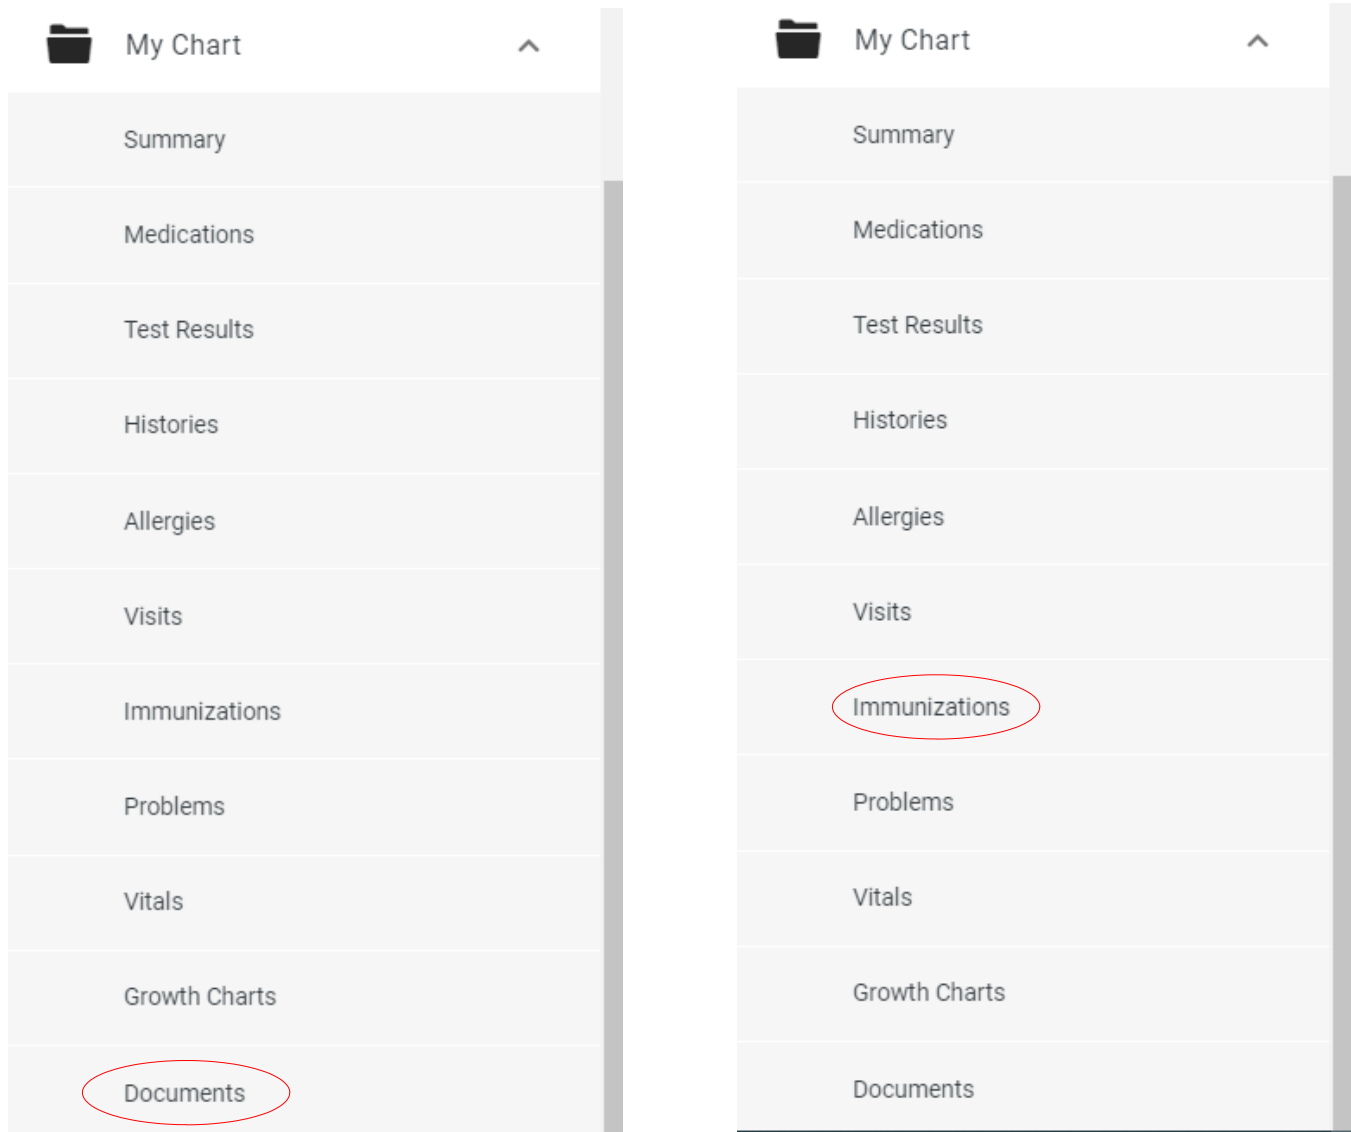 My Chart
Summary
Medications
Test Results
Histories
Allergies
Visits
Immunizations
Problems
Vitals
Growth Charts
Documents
My Chart
Summary
Medications
Test Results
Histories
Allergies
Visits
Immunizations
Problems
Vitals
Growth Charts
Documents